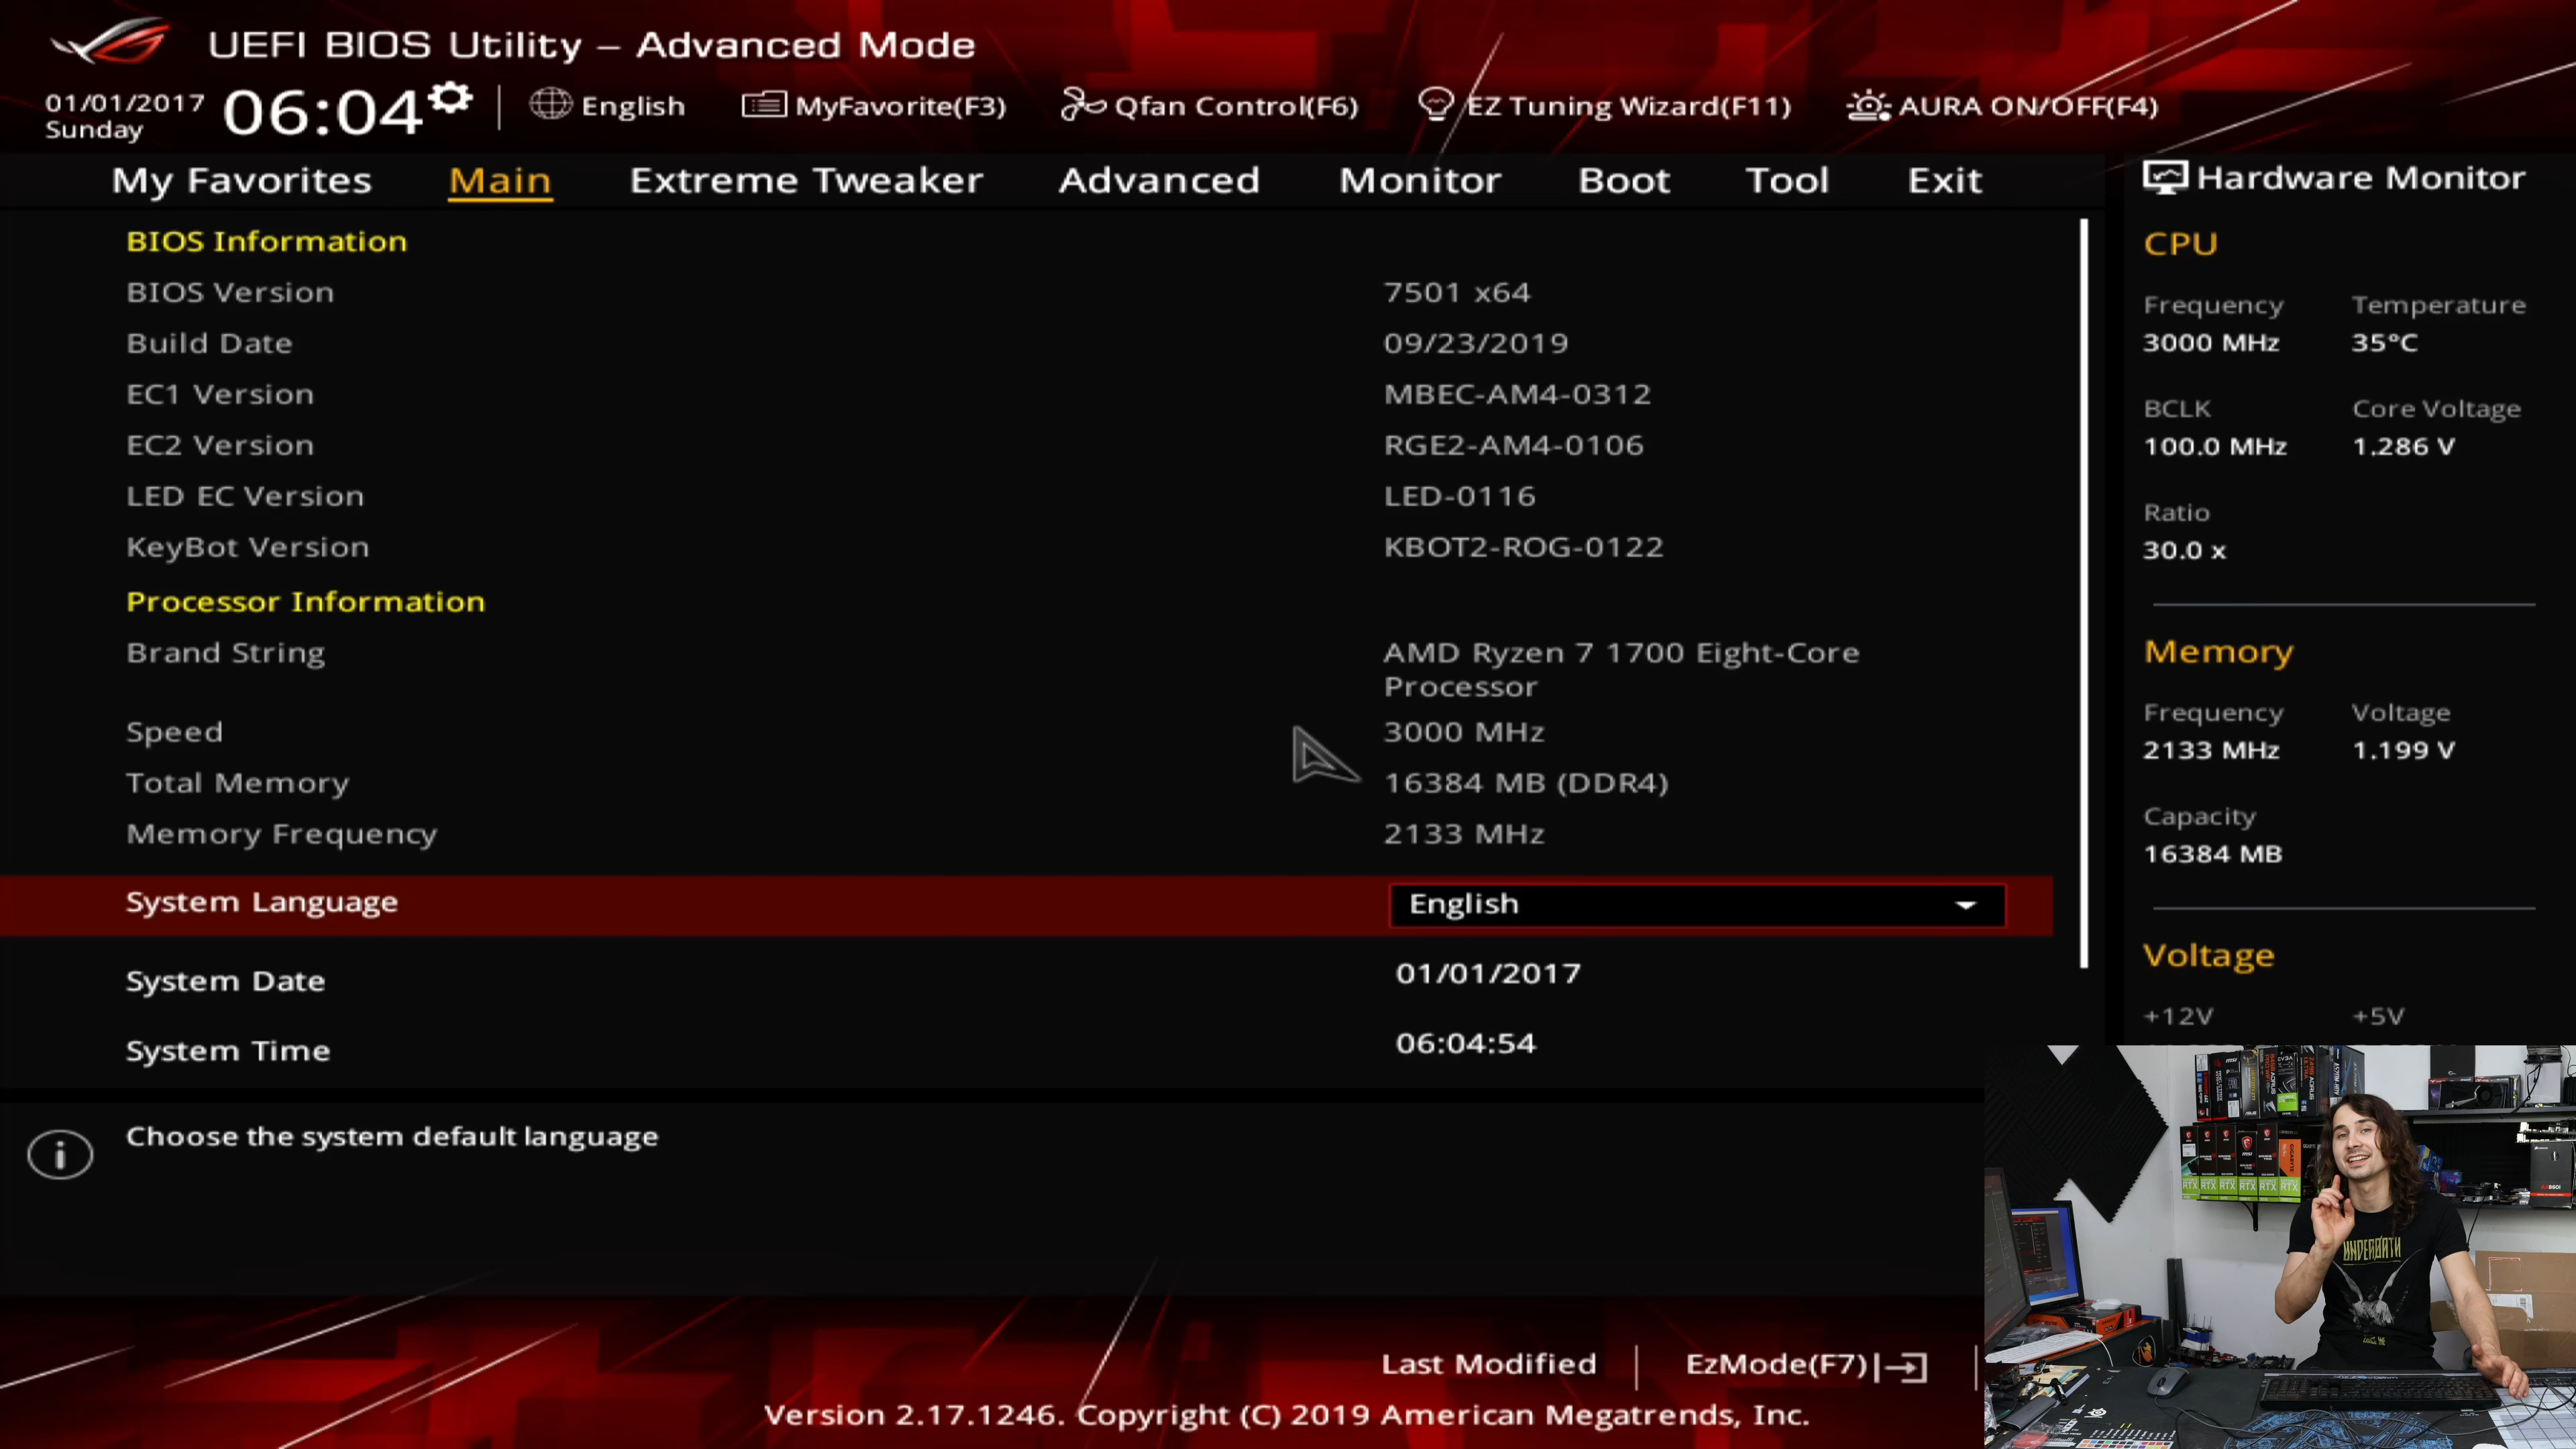 UEFI BIOS Utility – Advanced Mode
01/01/2017
Sunday
06:04
English
MyFavorite(F3)
Qfan Control(F6)
EZ Tuning Wizard(F11)
AURA ON/OFF(F4)
My Favorites
Main
Extreme Tweaker
Advanced
Monitor
Boot
Tool
Exit
BIOS Information
BIOS Version 7501 x64
Build Date 09/23/2019
EC1 Version MBEC-AM4-0312
EC2 Version RGE2-AM4-0106
LED EC Version LED-0116
KeyBot Version KBOT2-ROG-0122
Processor Information
Brand String AMD Ryzen 7 1700 Eight-Core
Processor
Speed 3000 MHz
Total Memory 16384 MB (DDR4)
Memory Frequency 2133 MHz
System Language English
System Date 01/01/2017
System Time 06:04:54
Choose the system default language
Hardware Monitor
CPU
Frequency Temperature
3000 MHz 35°C
BCLK Core Voltage
100.0 MHz 1.286 V
Ratio
30.0 x
Memory
Frequency Voltage
2133 MHz 1.199 V
Capacity
16384 MB
Voltage
+12V +5V
Last Modified
EzMode(F7)
Version 2.17.1246. Copyright (C) 2019 American Megatrends, Inc.
RTX RTX RTX RTX RTX
UNDEROATH